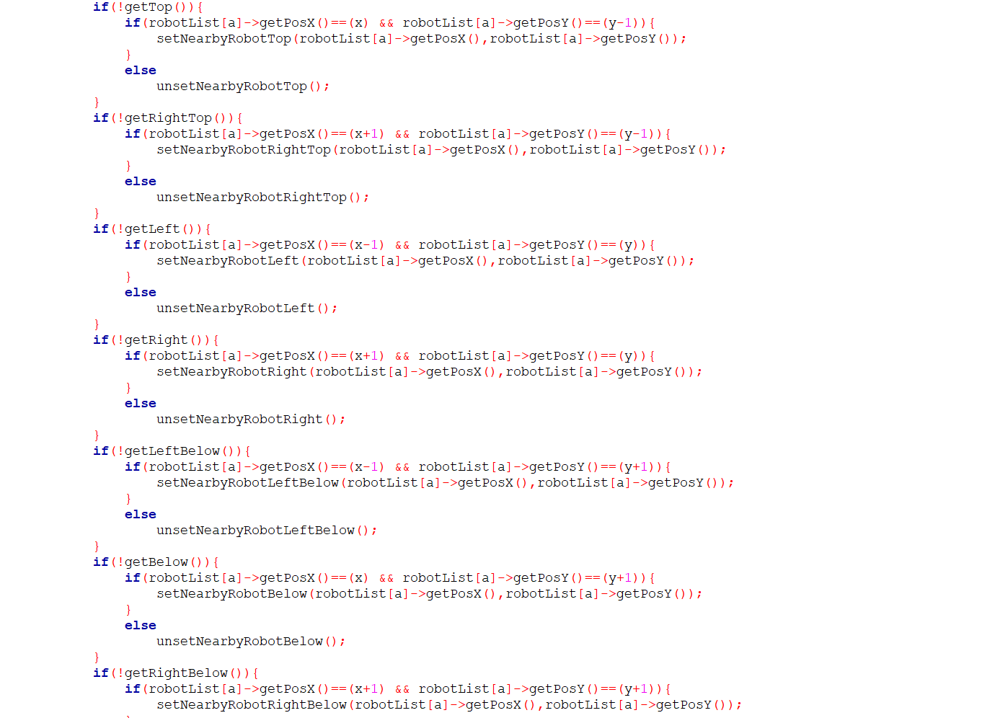 if(!getTop()){
if(robotList[a]->getPosX()==(x) && robotList[a]->getPosY()==(y-1)){
setNearbyRobotTop(robotList[a]->getPosX(),robotList[a]->getPosY());
}
else
unsetNearbyRobotTop();
}
if(!getRightTop()){
if(robotList[a]->getPosX()==(x+1) && robotList[a]->getPosY()==(y-1)){
setNearbyRobotRightTop(robotList[a]->getPosX(),robotList[a]->getPosY());
}
else
unsetNearbyRobotRightTop();
}
if(!getLeft()){
if(robotList[a]->getPosX()==(x-1) && robotList[a]->getPosY()==(y)){
setNearbyRobotLeft(robotList[a]->getPosX(),robotList[a]->getPosY());
}
else
unsetNearbyRobotLeft();
}
if(!getRight()){
if(robotList[a]->getPosX()==(x+1) && robotList[a]->getPosY()==(y)){
setNearbyRobotRight(robotList[a]->getPosX(),robotList[a]->getPosY());
}
else
unsetNearbyRobotRight();
}
if(!getLeftBelow()){
if(robotList[a]->getPosX()==(x-1) && robotList[a]->getPosY()==(y+1)){
setNearbyRobotLeftBelow(robotList[a]->getPosX(),robotList[a]->getPosY());
}
else
unsetNearbyRobotLeftBelow();
}
if(!getBelow()){
if(robotList[a]->getPosX()==(x) && robotList[a]->getPosY()==(y+1)){
setNearbyRobotBelow(robotList[a]->getPosX(),robotList[a]->getPosY());
}
else
unsetNearbyRobotBelow();
}
if(!getRightBelow()){
if(robotList[a]->getPosX()==(x+1) && robotList[a]->getPosY()==(y+1)){
setNearbyRobotRightBelow(robotList[a]->getPosX(),robotList[a]->getPosY());